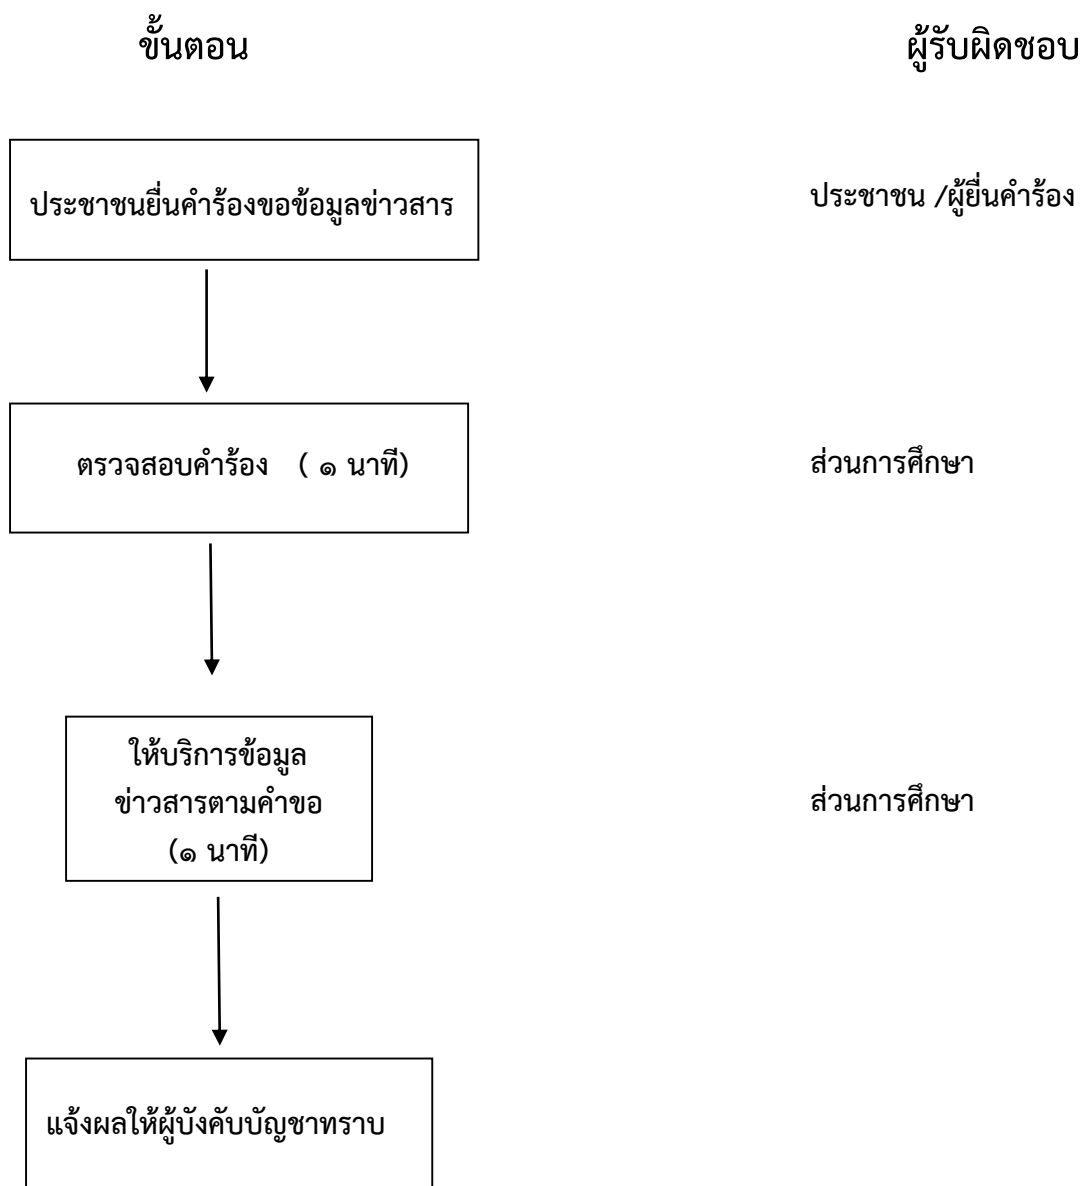 ขั้นตอน ผู้รับผิดชอบ
ประชาชนยื่นคำร้องขอข้อมูลข่าวสาร ประชาชน /ผู้ยื่นคำร้อง
ตรวจสอบคำร้อง ( ๑ นาที) ส่วนการศึกษา
ให้บริการข้อมูล
ข่าวสารตามคำขอ ส่วนการศึกษา
(๑ นาที)
แจ้งผลให้ผู้บังคับบัญชาทราบ